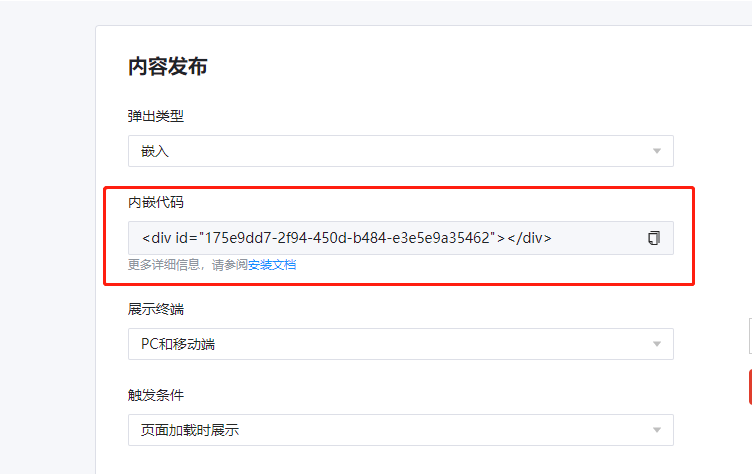 内容发布
弹出类型
嵌入
内嵌代码
<div id="175e9dd7-2f94-450d-b484-e3e5e9a35462"></div>
更多详细信息，请参阅安装文档
展示终端
PC和移动端
触发条件
页面加载时展示